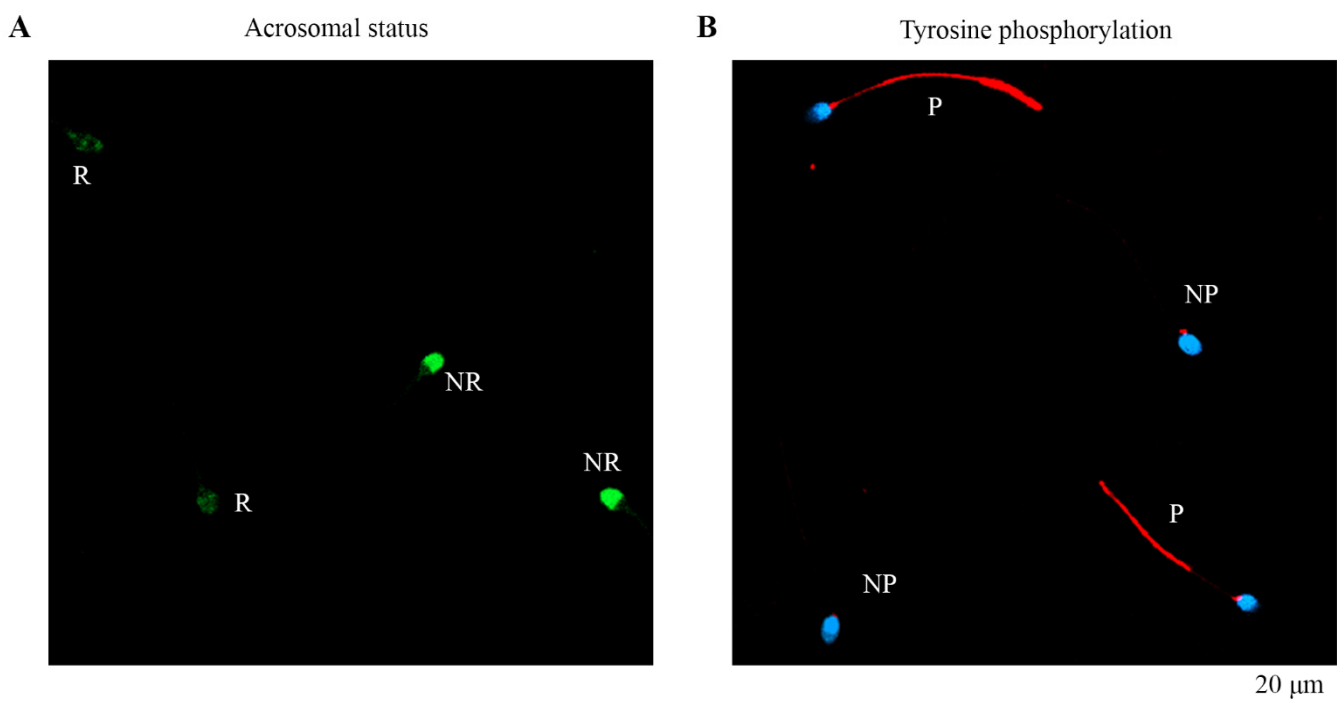 A
Acrosomal status
R
NR
NR
R
B
Tyrosine phosphorylation
P
NP
P
NP
20 μm